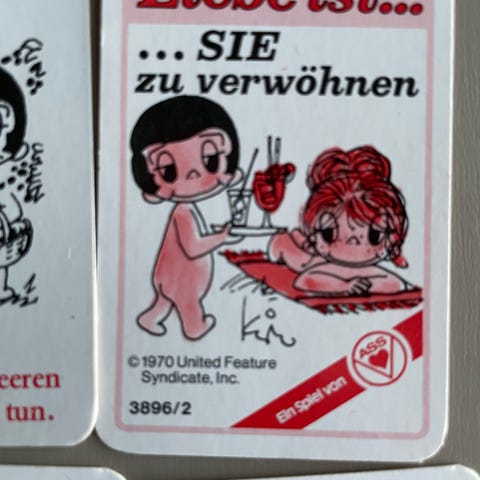 Liebe ist...
... SIE
zu verwöhnen
Kim
© 1970 United Feature
Syndicate, Inc.
3896/2
Ein Spiel von
ASS
eeren
tun.